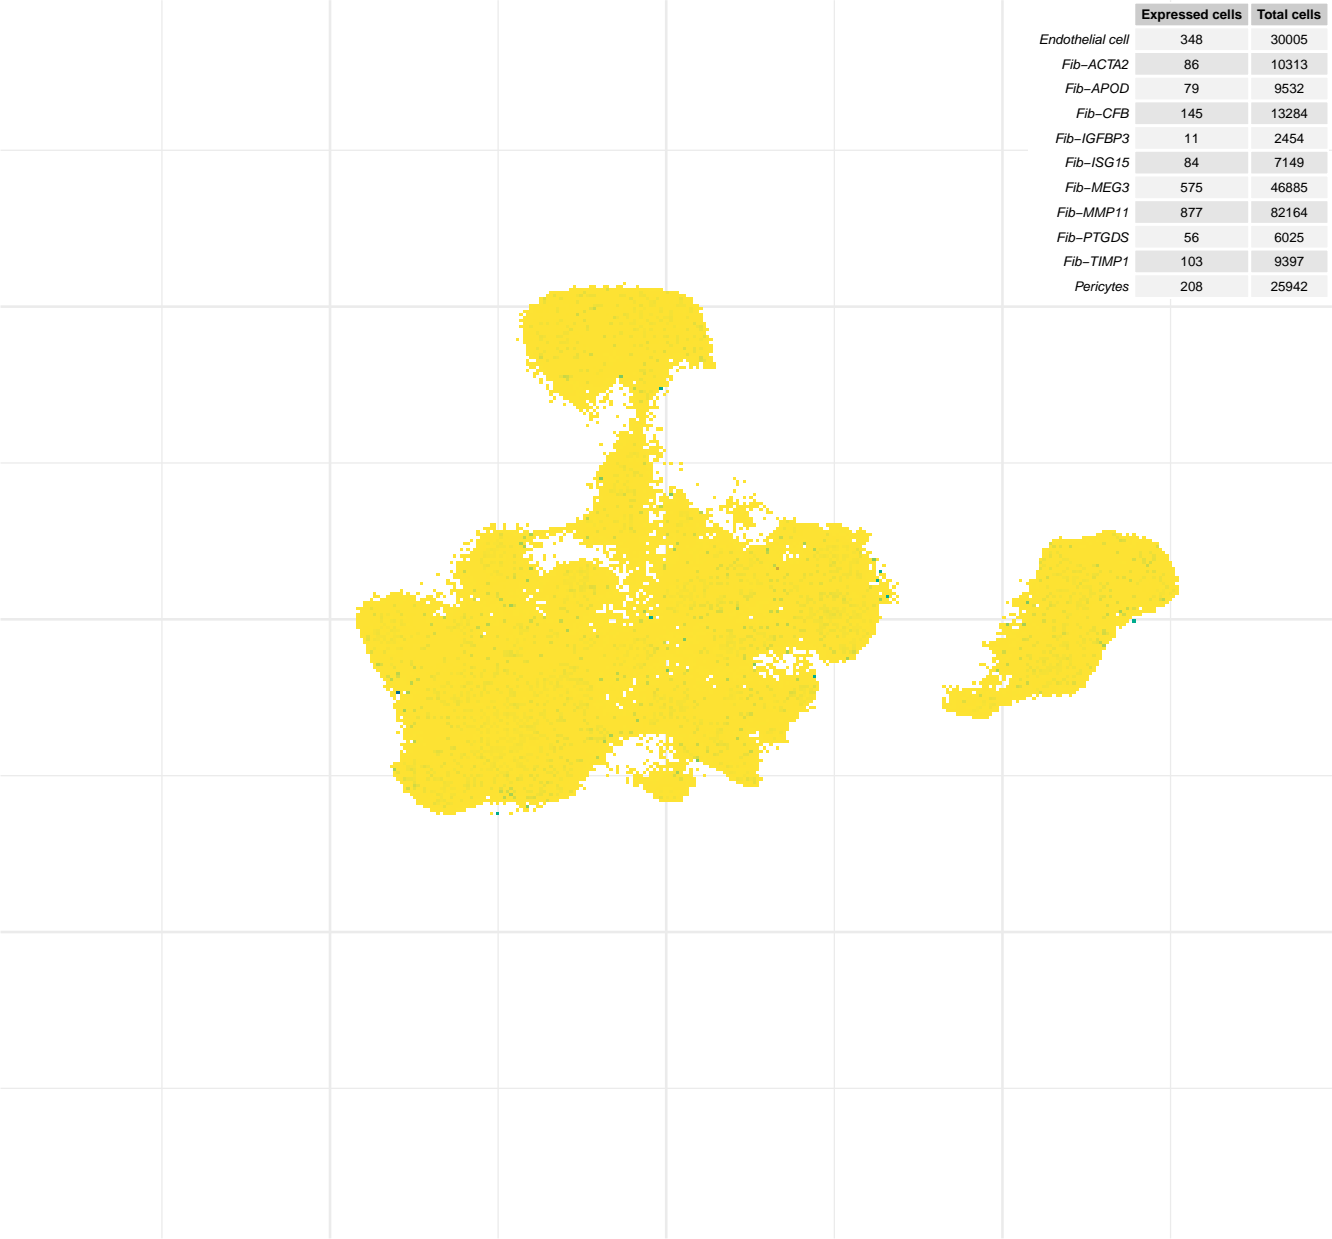 Expressed cells Total cells
Endothelial cell 348 30005
Fib−ACTA2 86 10313
Fib−APOD 79 9532
Fib−CFB 145 13284
Fib−IGFBP3 11 2454
Fib−ISG15 84 7149
Fib−MEG3 575 46885
Fib−MMP11 877 82164
Fib−PTGDS 56 6025
Fib−TIMP1 103 9397
Pericytes 208 25942